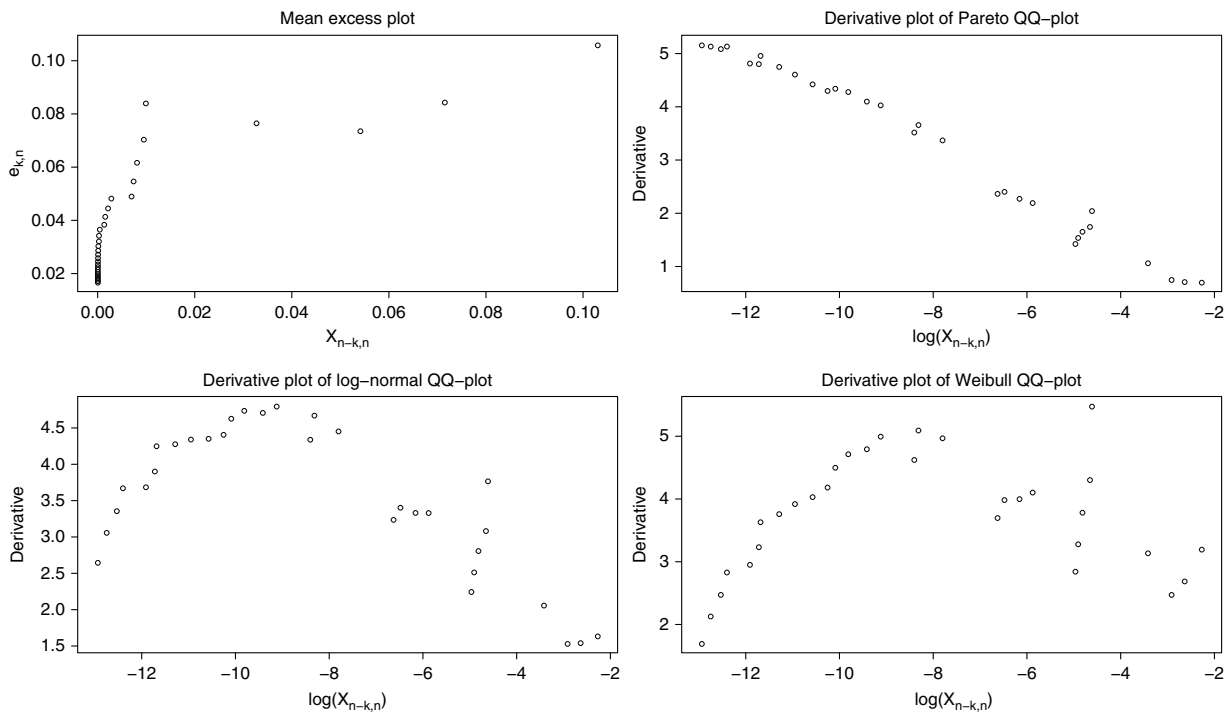 Mean excess plot
e_{k,n}
0.10
0.08
0.06
0.04
0.02
0.00 0.02 0.04 0.06 0.08 0.10
X_{n−k,n}
Derivative plot of Pareto QQ−plot
Derivative
5
4
3
2
1
−12 −10 −8 −6 −4 −2
log(X_{n−k,n})
Derivative plot of log−normal QQ−plot
Derivative
4.5
4.0
3.5
3.0
2.5
2.0
1.5
−12 −10 −8 −6 −4 −2
log(X_{n−k,n})
Derivative plot of Weibull QQ−plot
Derivative
5
4
3
2
−12 −10 −8 −6 −4 −2
log(X_{n−k,n})